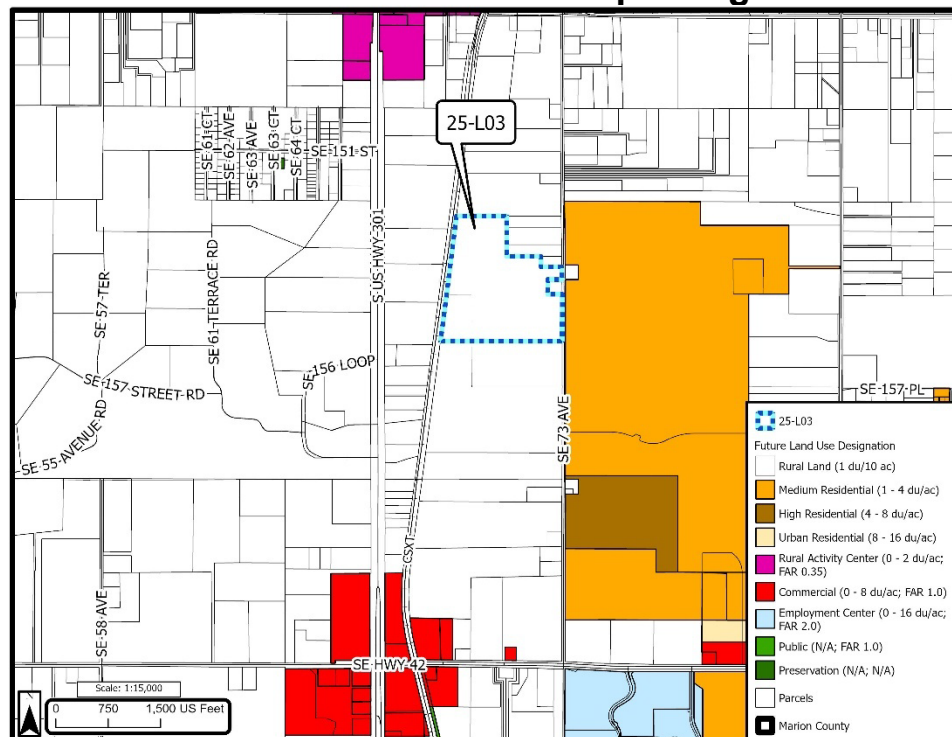 25-L03
SE 61 CT
SE 62 AVE
SE 63 AVE
SE 63 CT
SE 64 CT
SE 151 ST
S US HWY 301
SE 57 TER
SE 61 TERRACE RD
SE 156 LOOP
SE 157 STREET RD
SE 55 AVENUE RD
SE 73 AVE
SE 157 PL
CSXT
SE 58 AVE
SE HWY 42
Scale: 1:15,000
0 750 1,500 US Feet
25-L03
Future Land Use Designation
Rural Land (1 du/10 ac)
Medium Residential (1 - 4 du/ac)
High Residential (4 - 8 du/ac)
Urban Residential (8 - 16 du/ac)
Rural Activity Center (0 - 2 du/ac;
FAR 0.35)
Commercial (0 - 8 du/ac; FAR 1.0)
Employment Center (0 - 16 du/ac;
FAR 2.0)
Public (N/A; FAR 1.0)
Preservation (N/A; N/A)
Parcels
Marion County